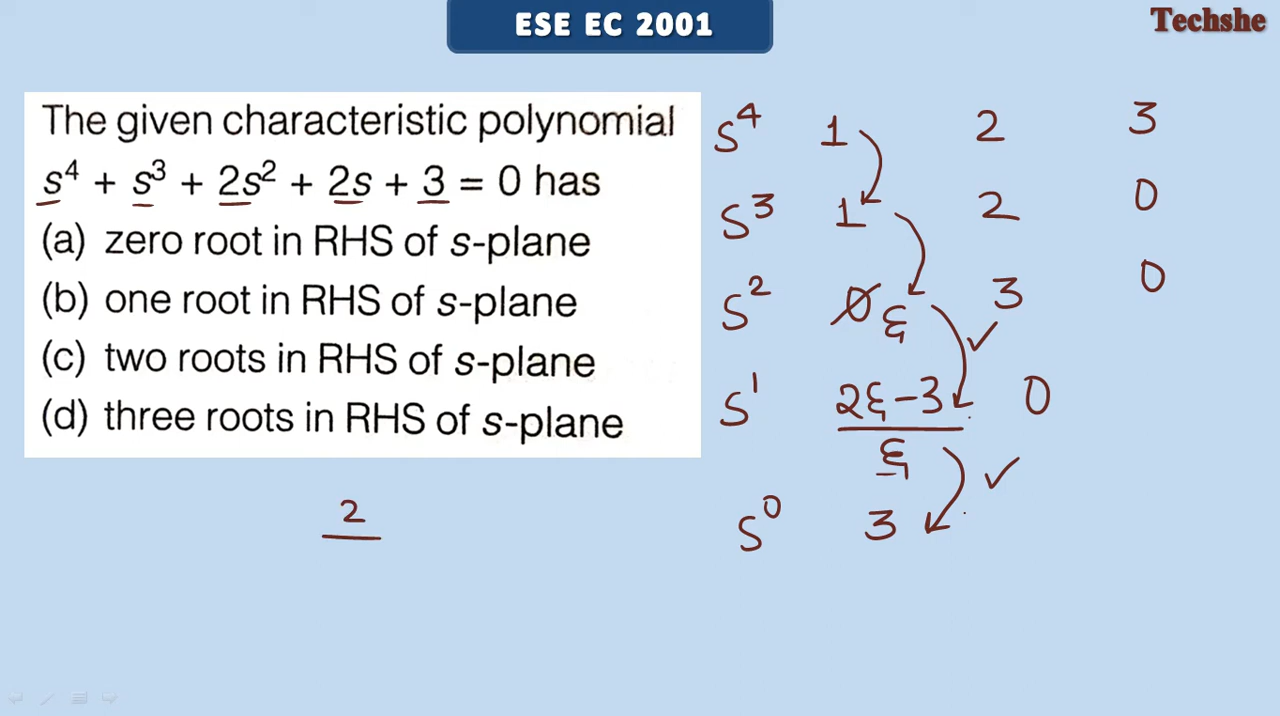 ESE EC 2001
Techshe
The given characteristic polynomial
s⁴ + s³ + 2s² + 2s + 3 = 0 has
(a) zero root in RHS of s-plane
(b) one root in RHS of s-plane
(c) two roots in RHS of s-plane
(d) three roots in RHS of s-plane
2
S⁴ 1 2 3
S³ 1 2 0
S² 0 ε 3 0
S¹ 2ε-3 0
ε
S⁰ 3